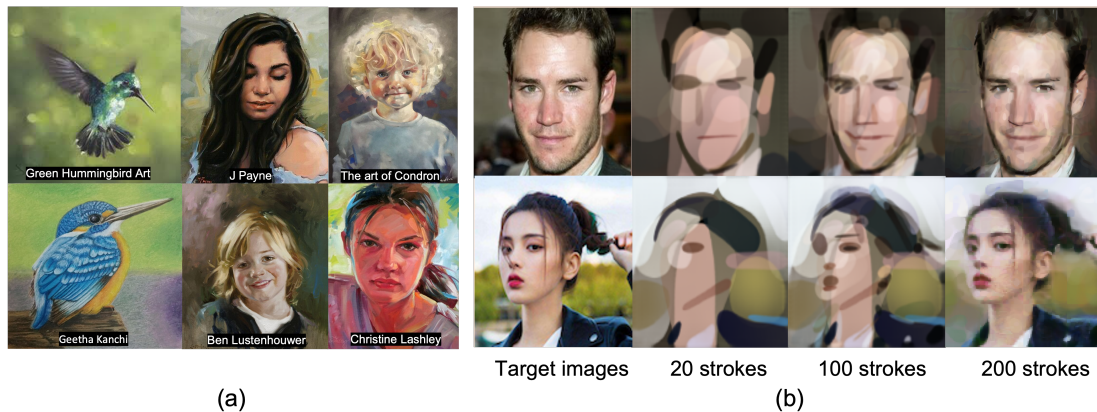 Green Hummingbird Art
J Payne
The art of Condron
Geetha Kanchi
Ben Lustenhouwer
Christine Lashley
Target images
20 strokes
100 strokes
200 strokes
(a)
(b)